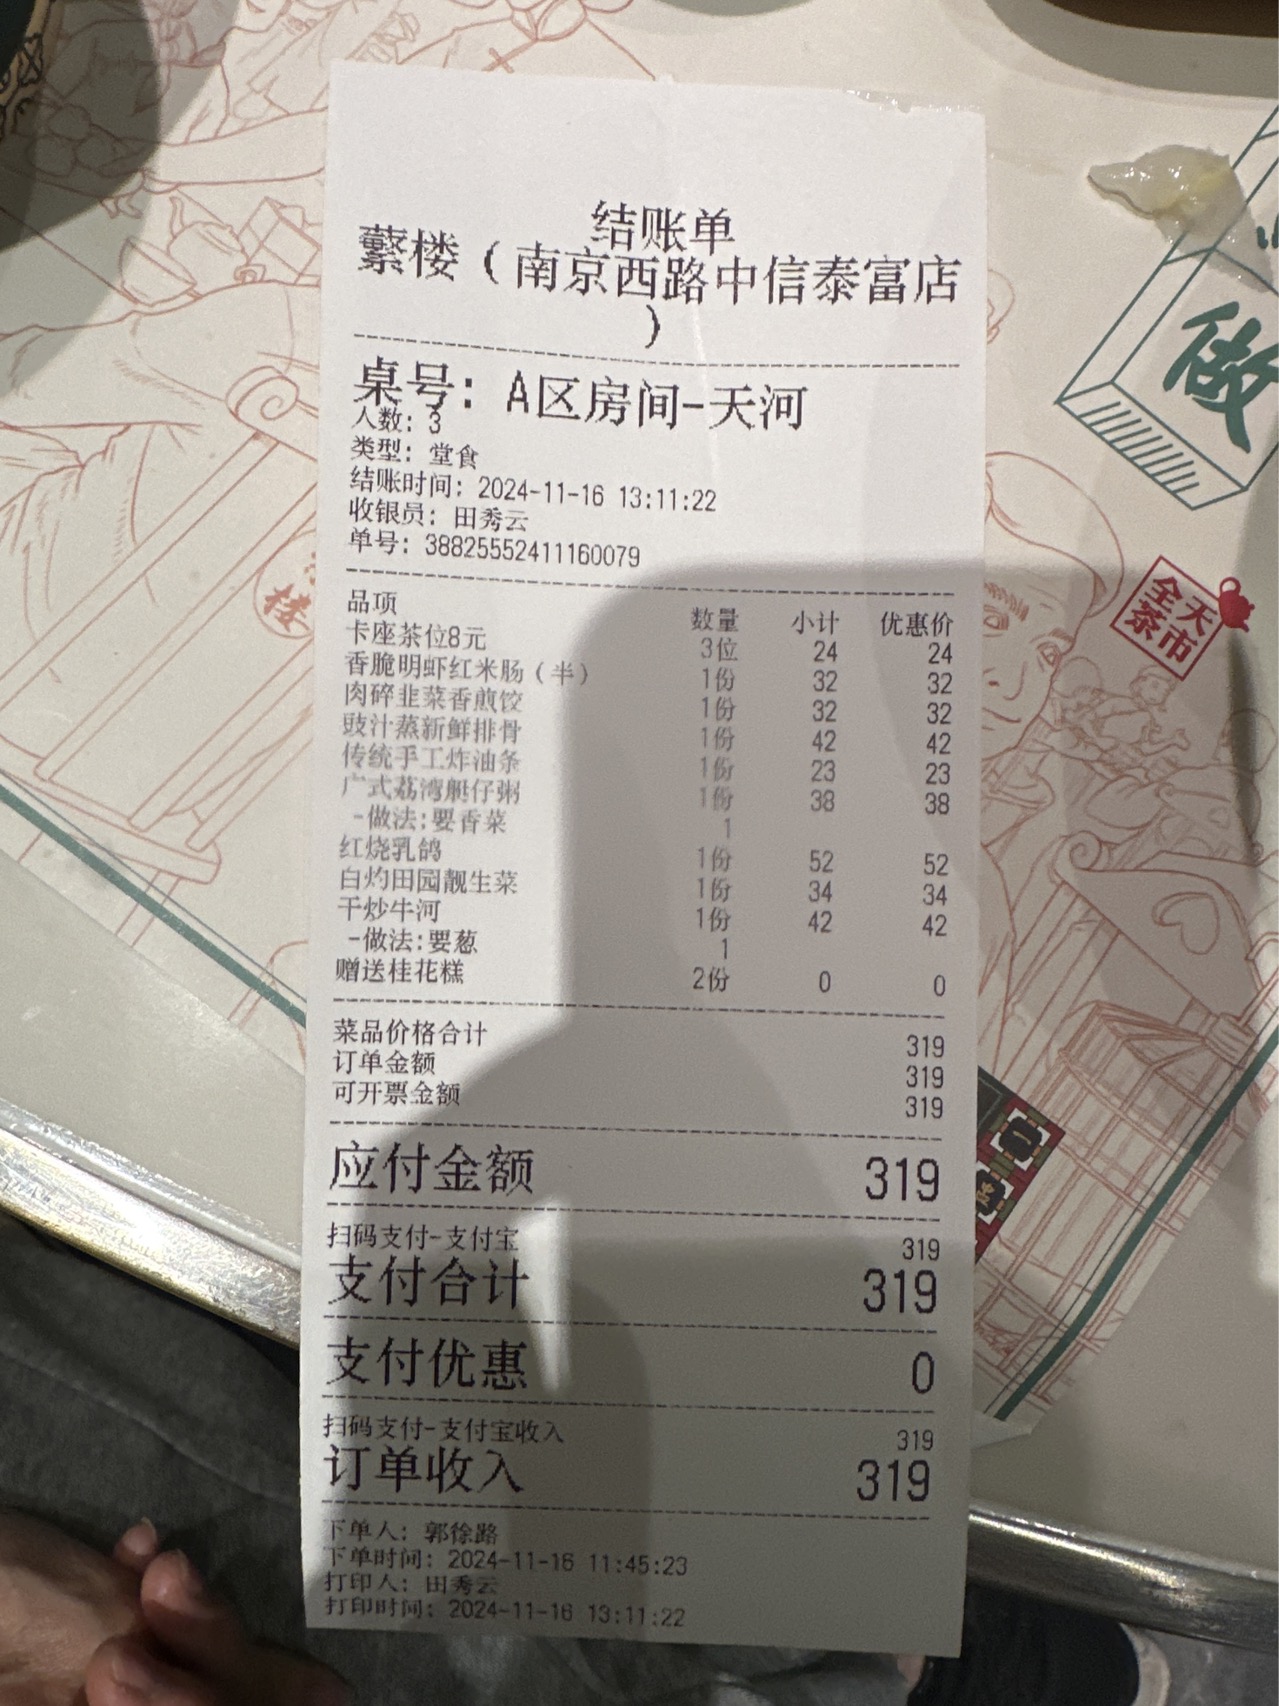 结账单
蘩楼（南京西路中信泰富店
）
桌号：A区房间-天河
人数：3
类型：堂食
结账时间：2024-11-16 13:11:22
收银员：田秀云
单号：38825552411160079
品项 数量 小计 优惠价
卡座茶位8元 3位 24 24
香脆明虾红米肠（半） 1份 32 32
肉碎韭菜香煎饺 1份 32 32
豉汁蒸新鲜排骨 1份 42 42
传统手工炸油条 1份 23 23
广式荔湾艇仔粥 1份 38 38
-做法:要香菜 1
红烧乳鸽 1份 52 52
白灼田园靓生菜 1份 34 34
干炒牛河 1份 42 42
-做法:要葱 1
赠送桂花糕 2份 0 0
菜品价格合计 319
订单金额 319
可开票金额 319
应付金额 319
扫码支付-支付宝 319
支付合计 319
支付优惠 0
扫码支付-支付宝收入 319
订单收入 319
下单人：郭徐路
下单时间：2024-11-16 11:45:23
打印人：田秀云
打印时间：2024-11-16 13:11:22
做
全天
茶市
楼